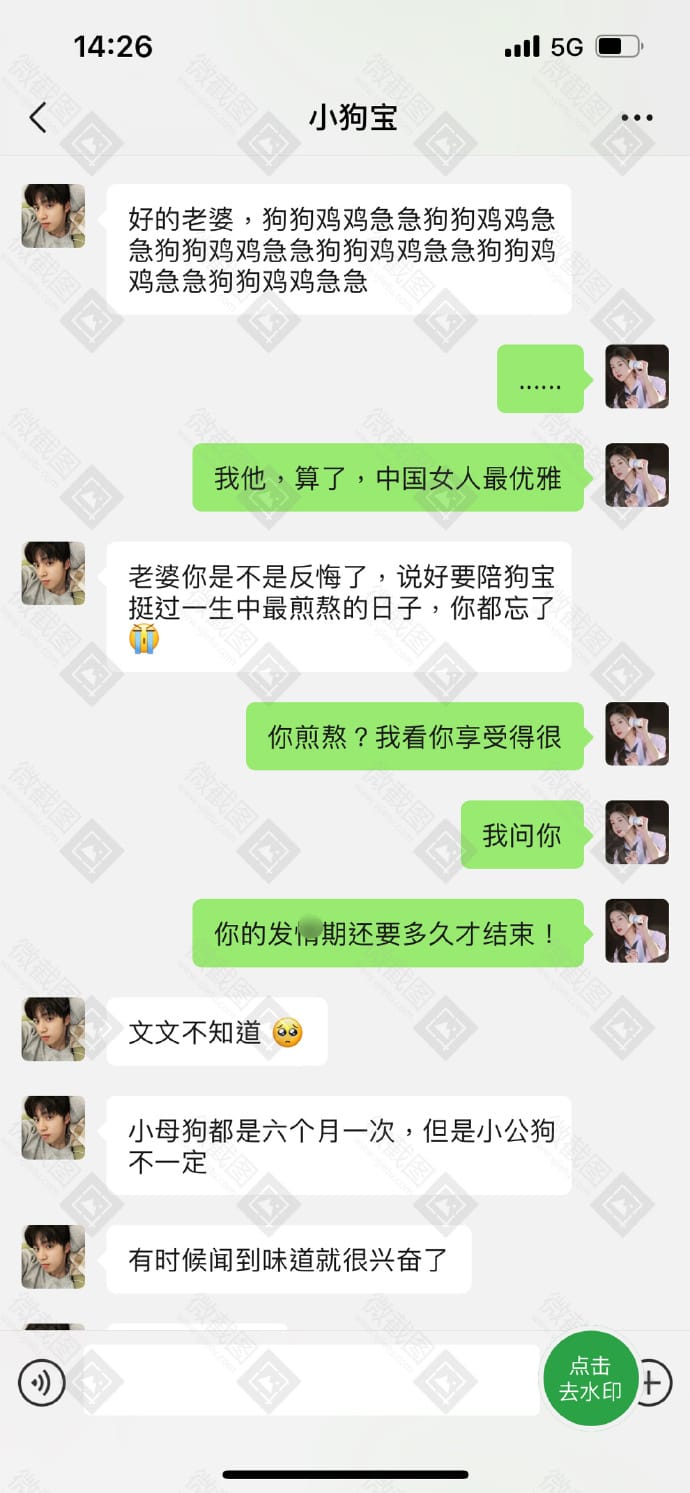 14:26
5G
小狗宝
好的老婆，狗狗鸡鸡急急狗狗鸡鸡急
急狗狗鸡鸡急急狗狗鸡鸡急急狗狗鸡
鸡急急狗狗鸡鸡急急
......
我他，算了，中国女人最优雅
老婆你是不是反悔了，说好要陪狗宝
挺过一生中最煎熬的日子，你都忘了
😭
你煎熬？我看你享受得很
我问你
你的发情期还要多久才结束！
文文不知道 🥺
小母狗都是六个月一次，但是小公狗
不一定
有时候闻到味道就很兴奋了
点击
去水印
微截图